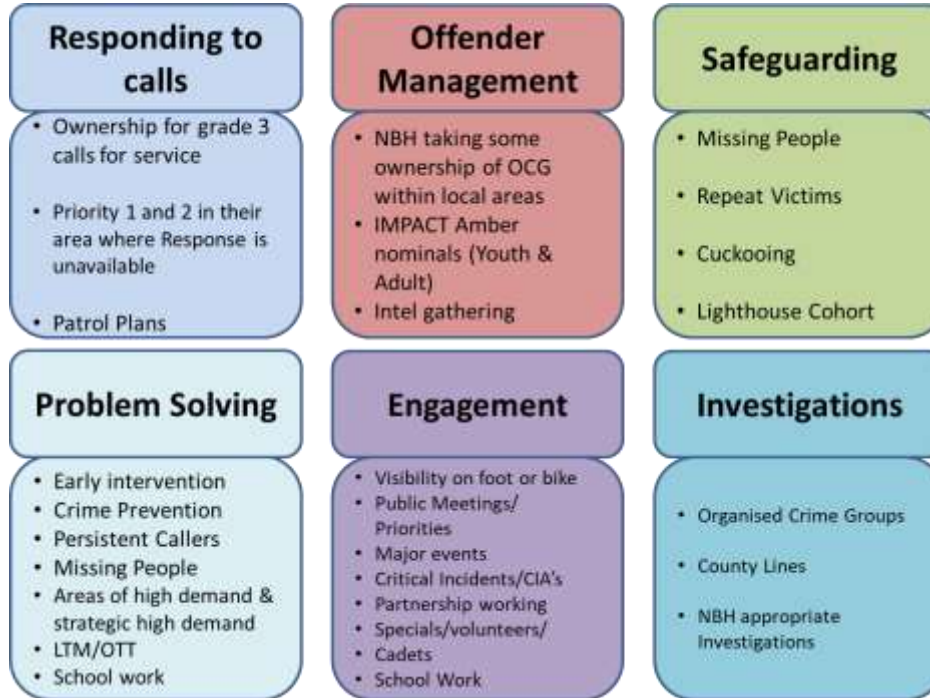 Responding to
calls
• Ownership for grade 3
calls for service
• Priority 1 and 2 in their
area where Response is
unavailable
• Patrol Plans
Offender
Management
• NBH taking some
ownership of OCG
within local areas
• IMPACT Amber
nominals (Youth &
Adult)
• Intel gathering
Safeguarding
• Missing People
• Repeat Victims
• Cuckooing
• Lighthouse Cohort
Problem Solving
• Early intervention
• Crime Prevention
• Persistent Callers
• Missing People
• Areas of high demand &
strategic high demand
• LTM/OTT
• School work
Engagement
• Visibility on foot or bike
• Public Meetings/
Priorities
• Major events
• Critical Incidents/CIA's
• Partnership working
• Specials/volunteers/
• Cadets
• School Work
Investigations
• Organised Crime Groups
• County Lines
• NBH appropriate
Investigations